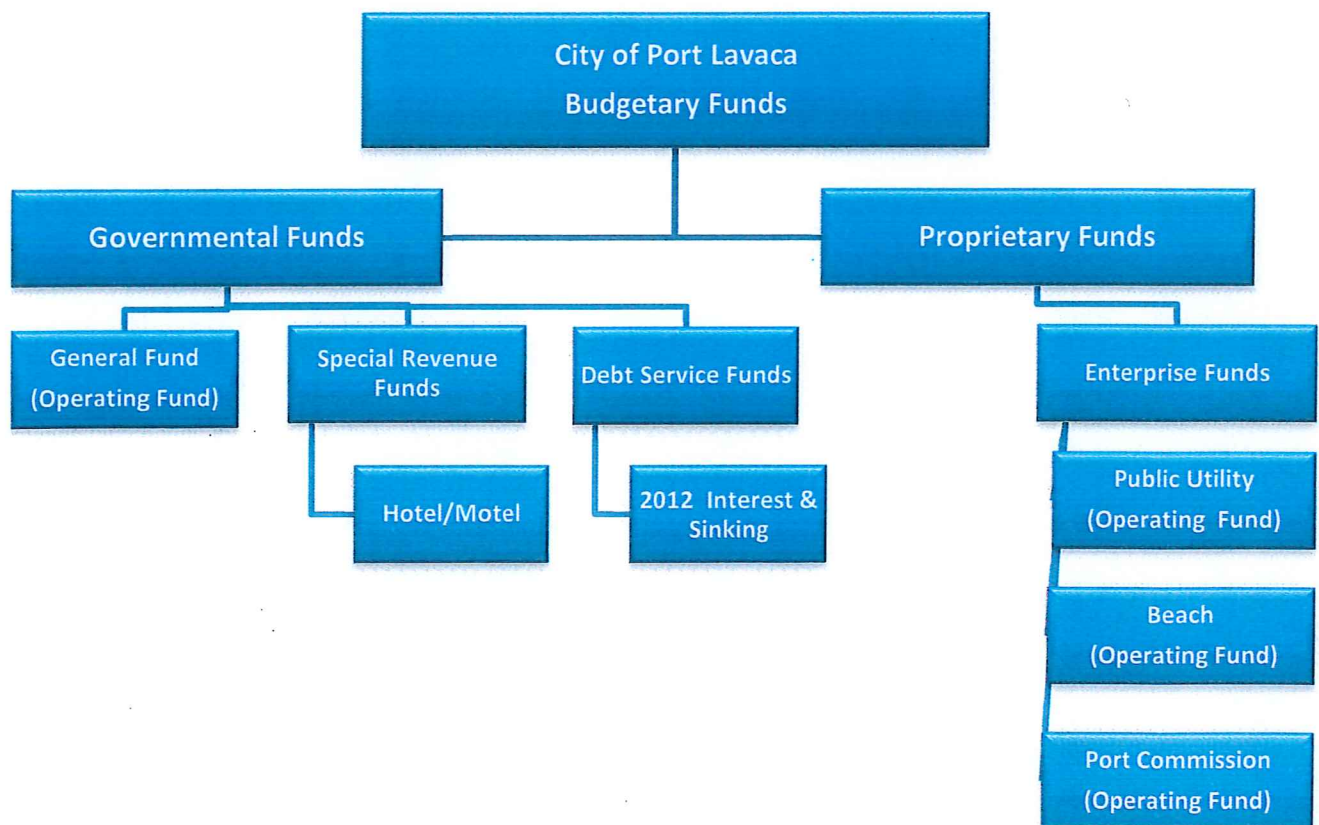 City of Port Lavaca
Budgetary Funds
Governmental Funds
Proprietary Funds
General Fund
(Operating Fund)
Special Revenue
Funds
Debt Service Funds
Enterprise Funds
Hotel/Motel
2012 Interest &
Sinking
Public Utility
(Operating Fund)
Beach
(Operating Fund)
Port Commission
(Operating Fund)